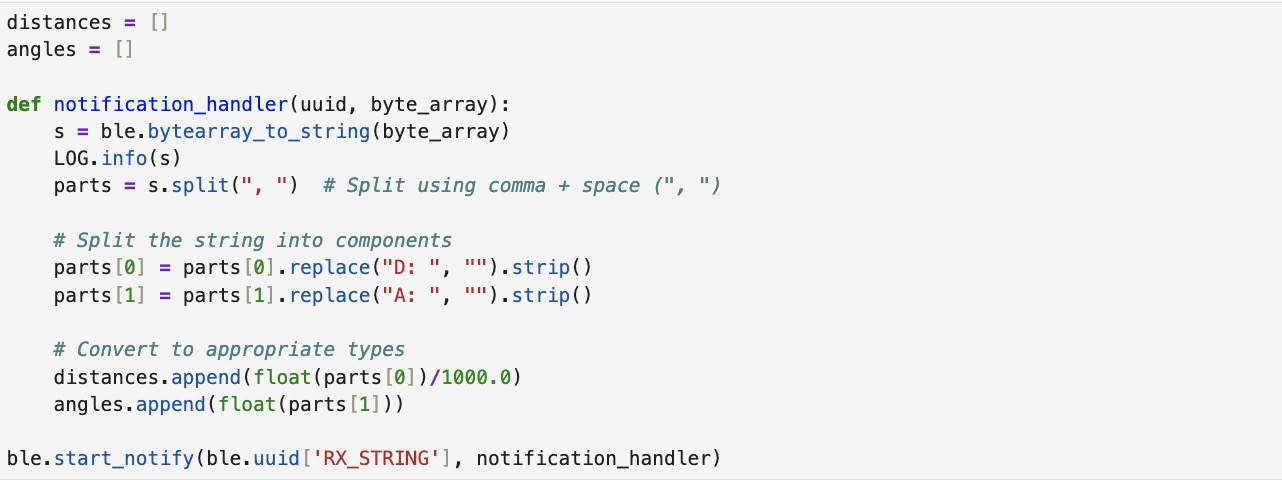 distances = []
angles = []
def notification_handler(uuid, byte_array):
    s = ble.bytearray_to_string(byte_array)
    LOG.info(s)
    parts = s.split(", ")  # Split using comma + space (", ")
    # Split the string into components
    parts[0] = parts[0].replace("D: ", "").strip()
    parts[1] = parts[1].replace("A: ", "").strip()
    # Convert to appropriate types
    distances.append(float(parts[0])/1000.0)
    angles.append(float(parts[1]))
ble.start_notify(ble.uuid['RX_STRING'], notification_handler)